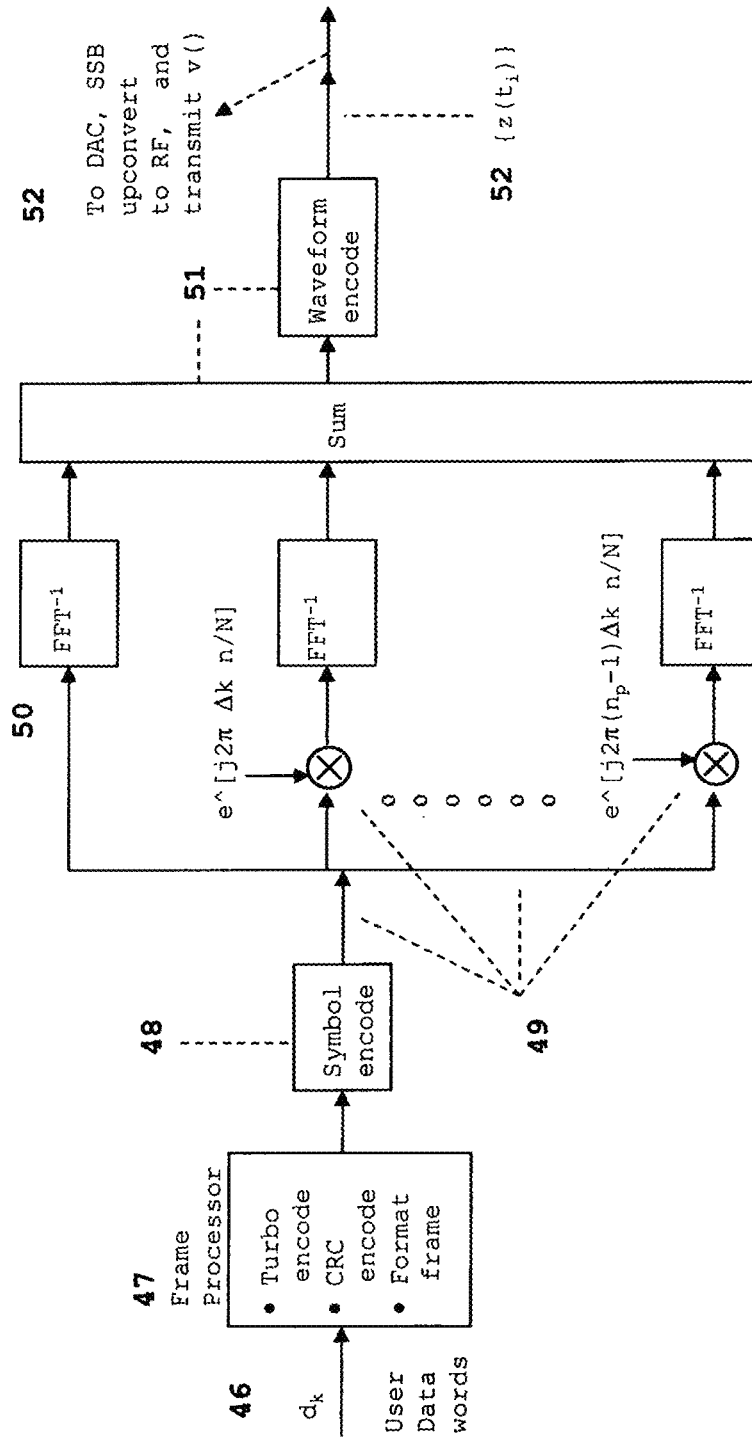 46
d_k
User
Data
words
47
Frame
Processor
• Turbo
encode
• CRC
encode
• Format
frame
48
Symbol
encode
49
50
FFT⁻¹
e^[j2π Δk n/N]
FFT⁻¹
o o o o o o
e^[j2π(n_p-1)Δk n/N]
FFT⁻¹
Sum
51
Waveform
encode
52
To DAC, SSB
upconvert
to RF, and
transmit v()
52 {z(t_i)}